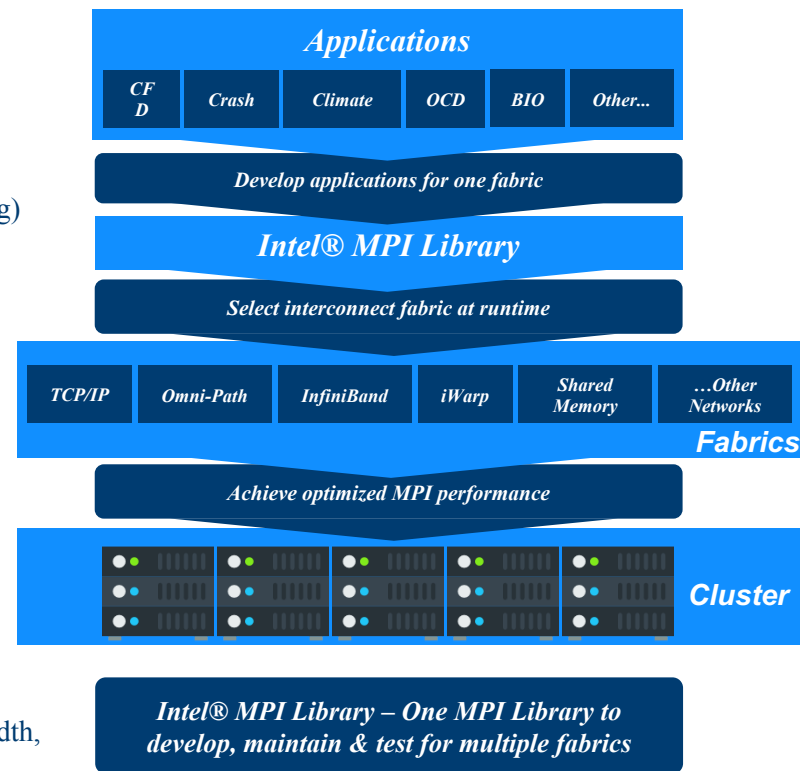 Applications
CF
D
Crash
Climate
OCD
BIO
Other...
Develop applications for one fabric
g)
Intel® MPI Library
Select interconnect fabric at runtime
TCP/IP
Omni-Path
InfiniBand
iWarp
Shared
Memory
…Other
Networks
Fabrics
Achieve optimized MPI performance
Cluster
Intel® MPI Library – One MPI Library to
develop, maintain & test for multiple fabrics
dth,